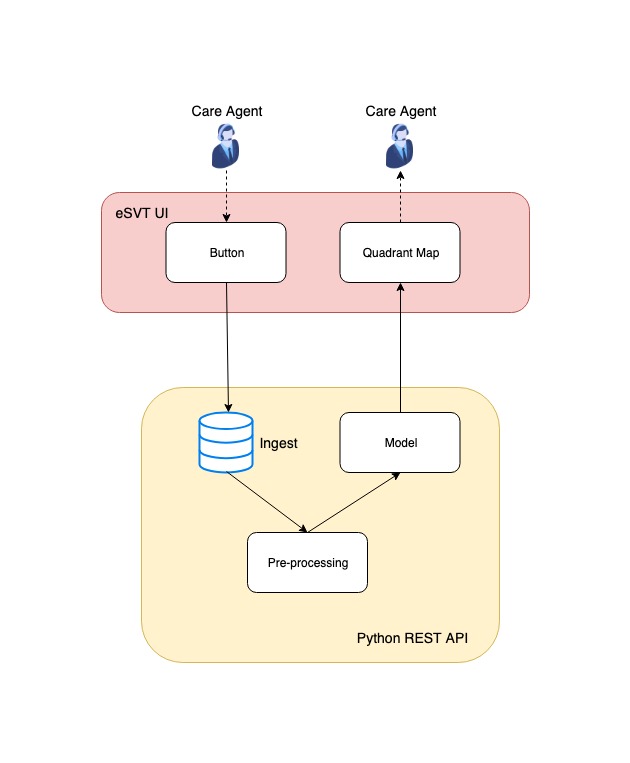 Care Agent
Care Agent
eSVT UI
Button
Quadrant Map
Ingest
Model
Pre-processing
Python REST API